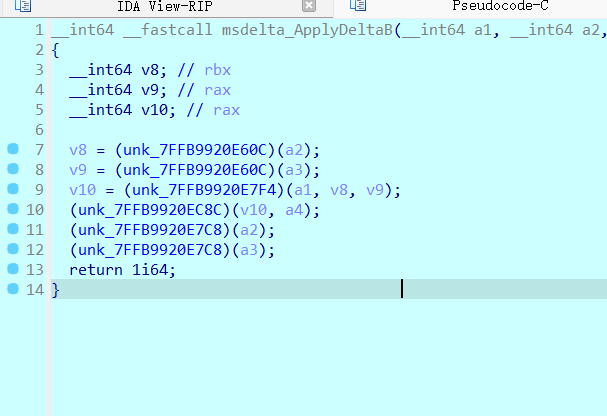 IDA View-RIP Pseudocode-C
1 __int64 __fastcall msdelta_ApplyDeltaB(__int64 a1, __int64 a2,
2 {
3 __int64 v8; // rbx
4 __int64 v9; // rax
5 __int64 v10; // rax
6
7 v8 = (unk_7FFB9920E60C)(a2);
8 v9 = (unk_7FFB9920E60C)(a3);
9 v10 = (unk_7FFB9920E7F4)(a1, v8, v9);
10 (unk_7FFB9920EC8C)(v10, a4);
11 (unk_7FFB9920E7C8)(a2);
12 (unk_7FFB9920E7C8)(a3);
13 return 1i64;
14 }